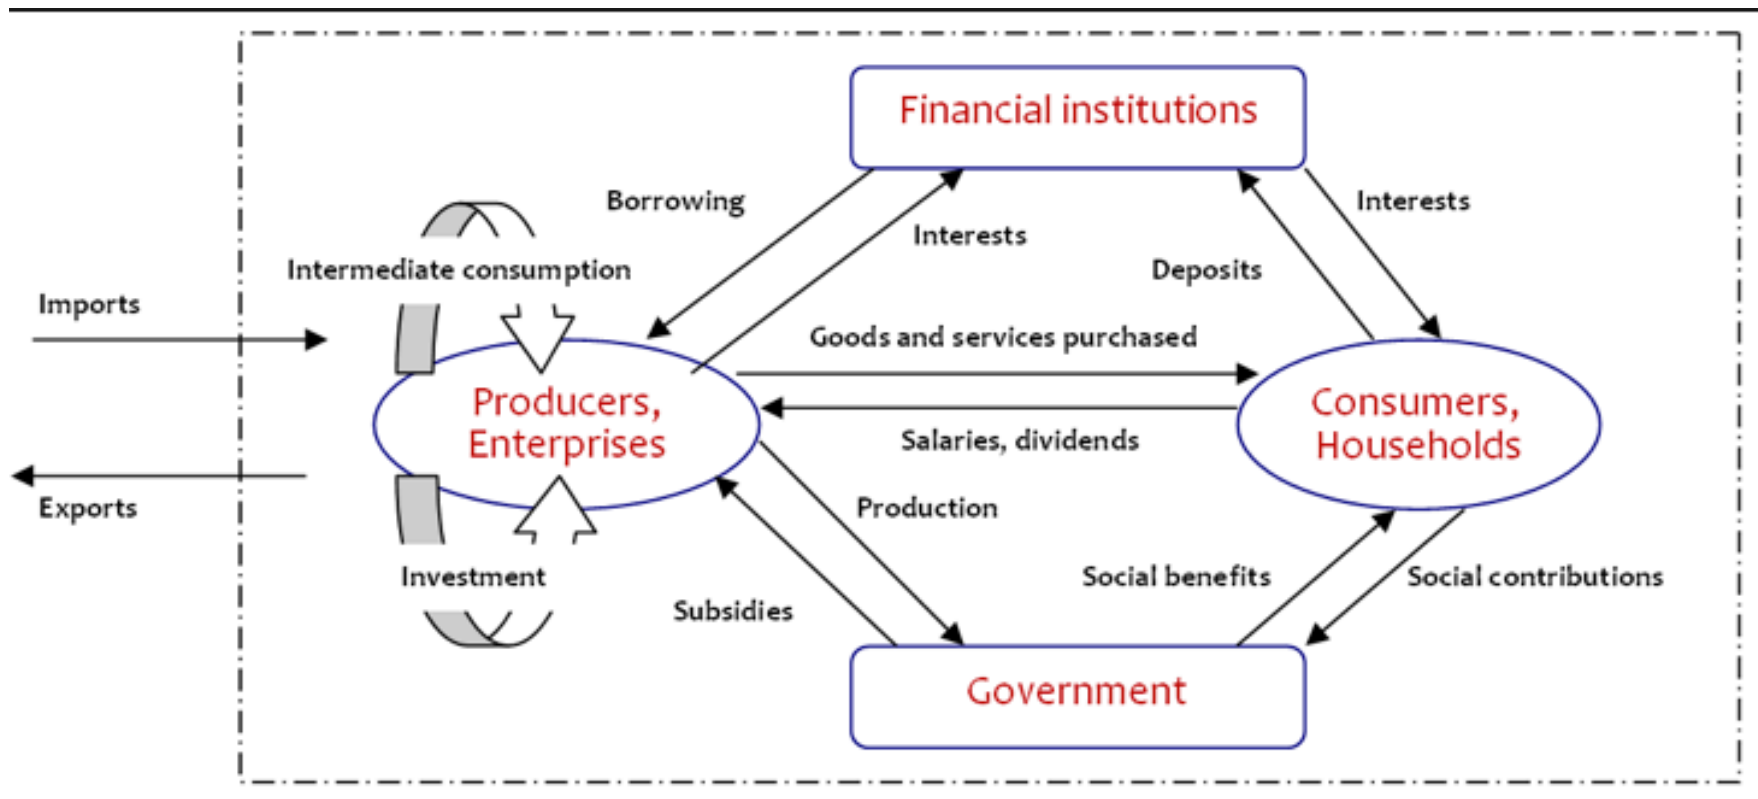 Financial institutions
Borrowing
Interests
Interests
Deposits
Intermediate consumption
Imports
Goods and services purchased
Producers,
Enterprises
Consumers,
Households
Salaries, dividends
Exports
Production
Investment
Social benefits
Social contributions
Subsidies
Government